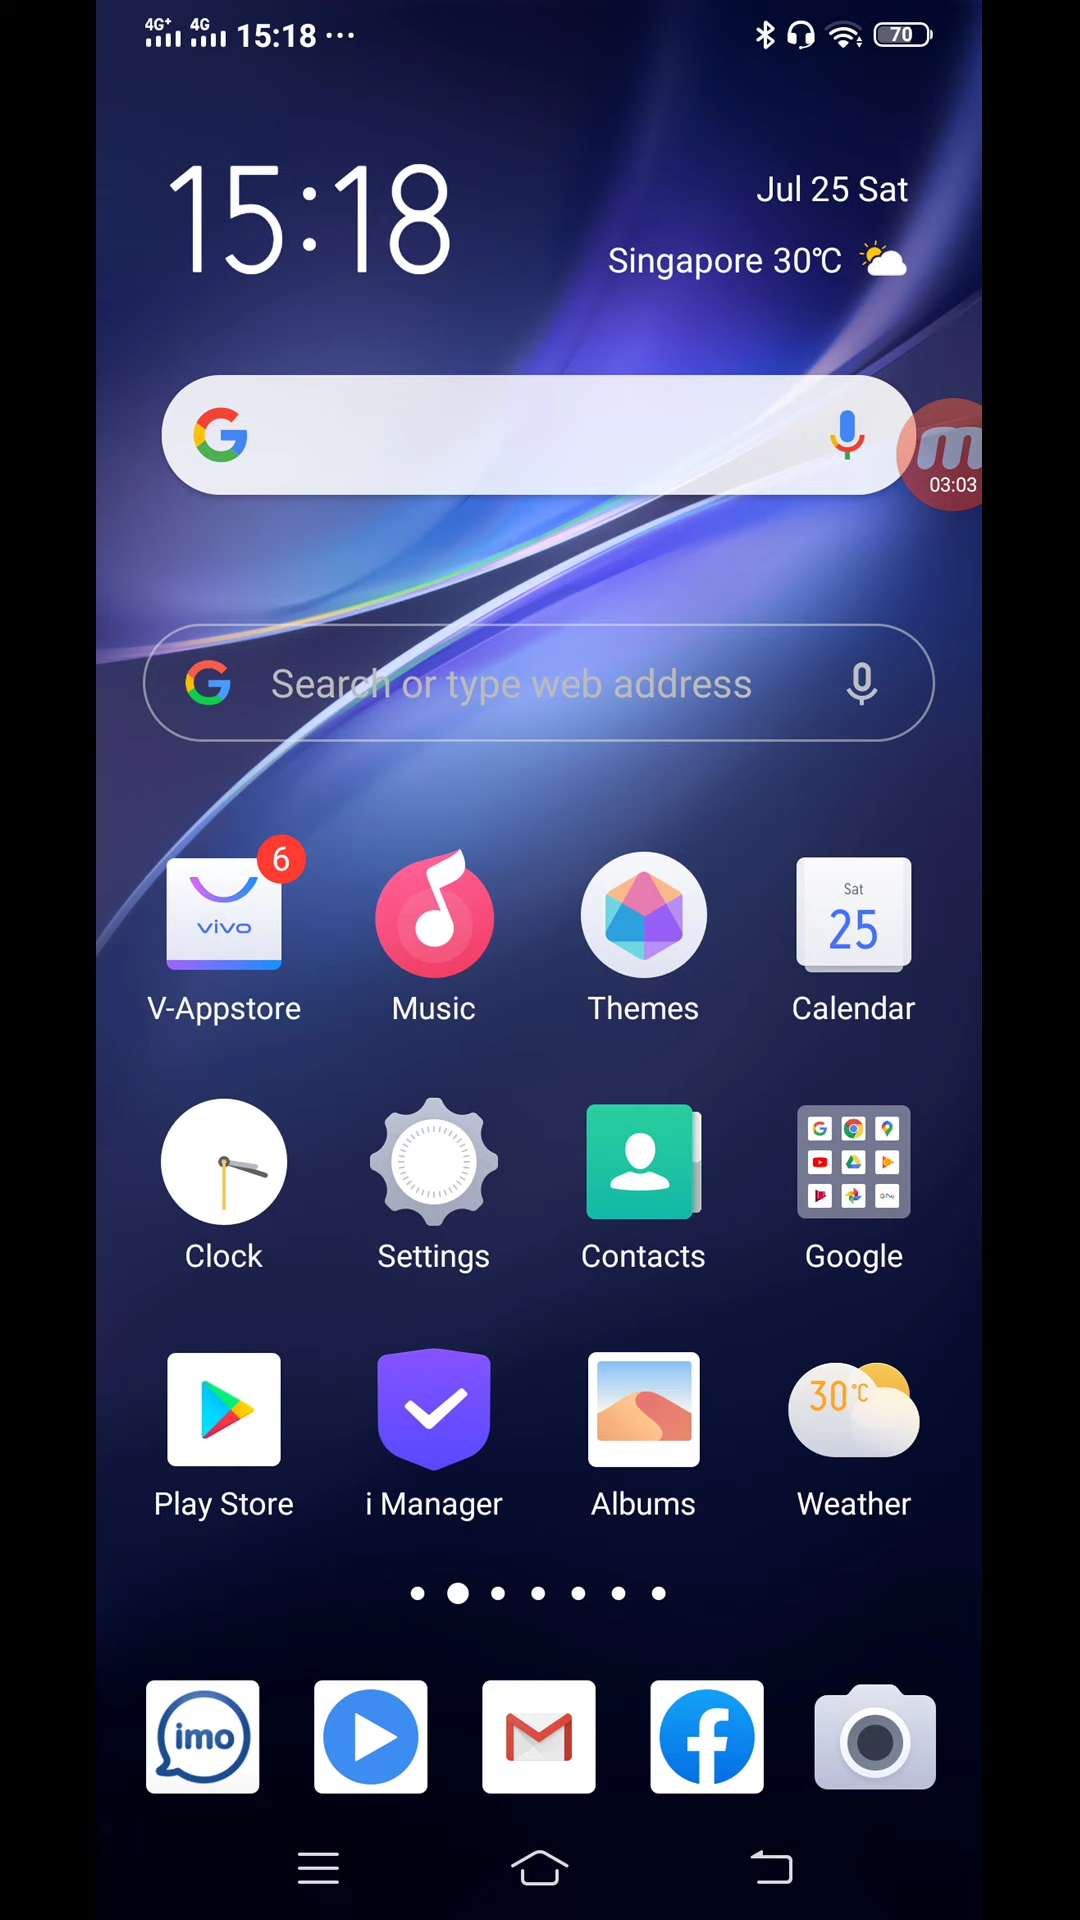 4G+ 4G 15:18 ... 70
15:18
Jul 25 Sat
Singapore 30℃
m
03:03
Search or type web address
6
vivo
Sat
25
V-Appstore Music Themes Calendar
Clock Settings Contacts Google
30°C
Play Store i Manager Albums Weather
imo